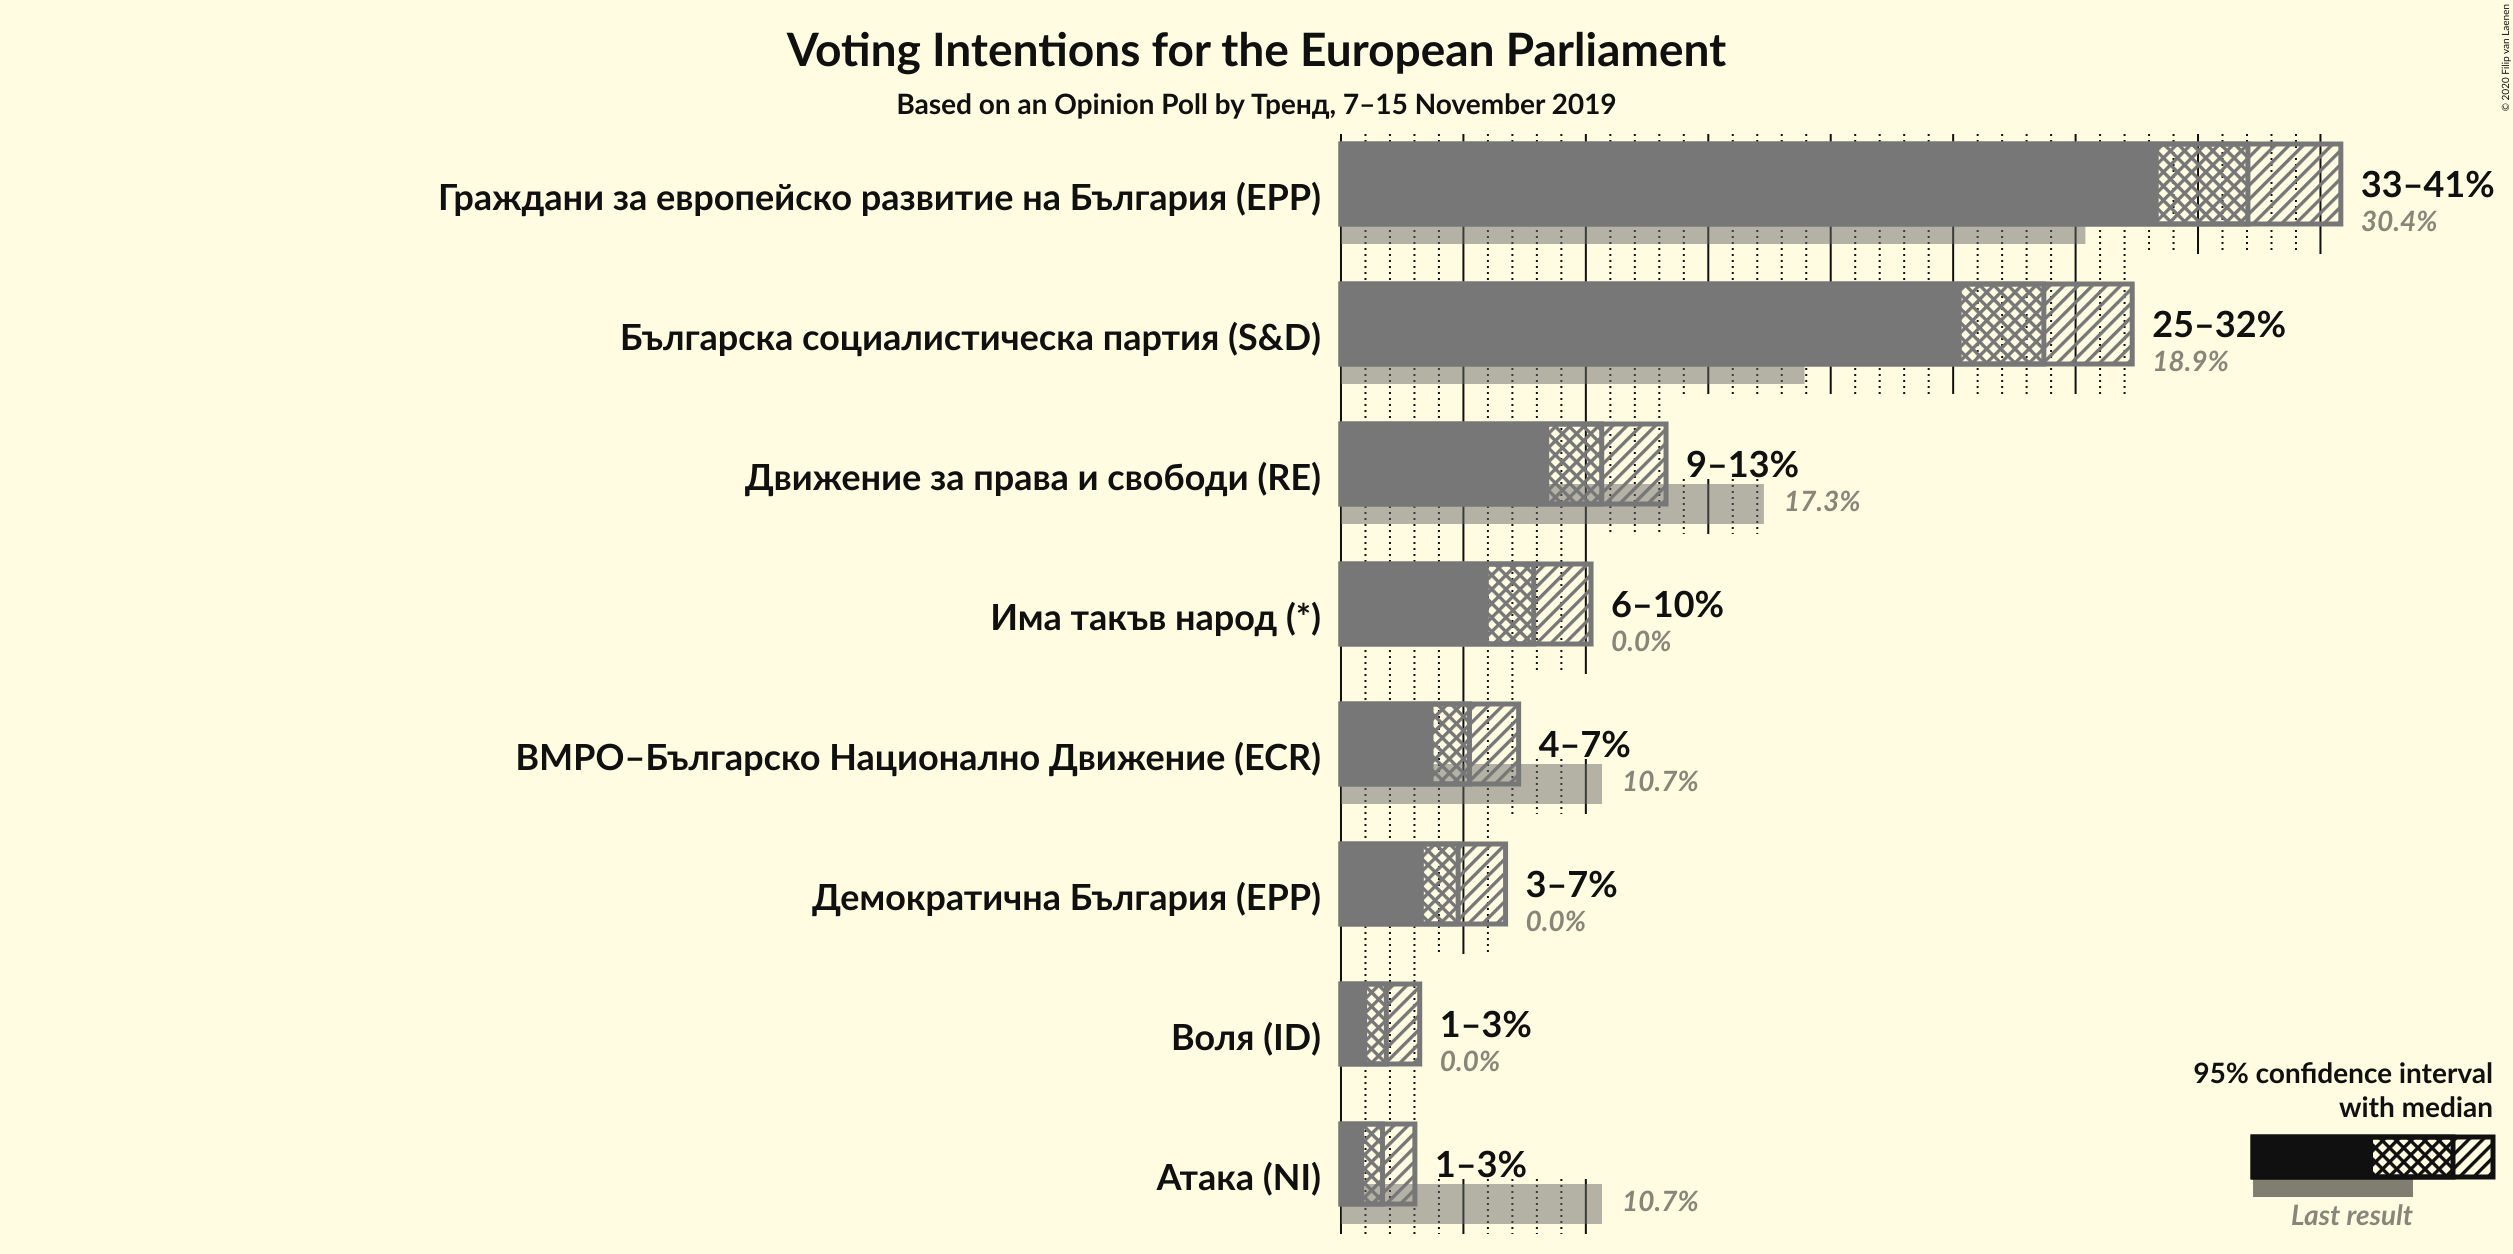 Voting Intentions for the European Parliament
Based on an Opinion Poll by Тренд, 7–15 November 2019
© 2020 Filip van Laenen
Граждани за европейско развитие на България (EPP)
33–41%
30.4%
Българска социалистическа партия (S&D)
25–32%
18.9%
Движение за права и свободи (RE)
9–13%
17.3%
Има такъв народ (*)
6–10%
0.0%
ВМРО–Българско Национално Движение (ECR)
4–7%
10.7%
Демократична България (EPP)
3–7%
0.0%
Воля (ID)
1–3%
0.0%
Атака (NI)
1–3%
10.7%
95% confidence interval
with median
Last result